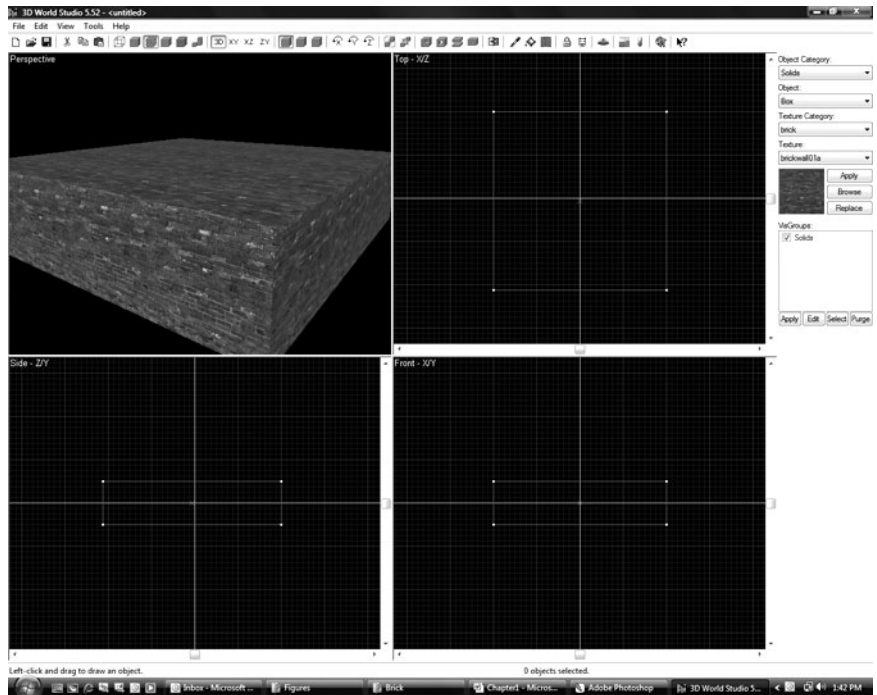 3D World Studio 5.52 - <untitled>
File Edit View Tools Help
3D XY XZ ZY
Perspective
Top - X/Z
Object Category:
Solids
Object:
Box
Texture Category:
brick
Texture:
brickwall01a
Apply
Browse
Replace
VisGroups:
Solids
Apply Edit Select Purge
Side - Z/Y
Front - X/Y
Left-click and drag to draw an object.
0 objects selected.
Inbox - Microsoft ... Figures Brick Chapter1 - Micros... Adobe Photoshop 3D World Studio 5.... 1:42 PM